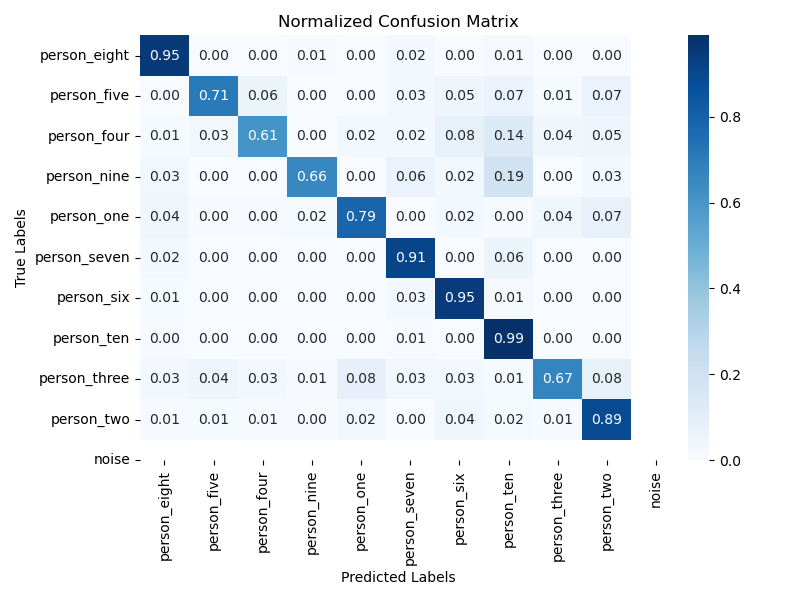 Normalized Confusion Matrix
person_eight 0.95 0.00 0.00 0.01 0.00 0.02 0.00 0.01 0.00 0.00
person_five 0.00 0.71 0.06 0.00 0.00 0.03 0.05 0.07 0.01 0.07
person_four 0.01 0.03 0.61 0.00 0.02 0.02 0.08 0.14 0.04 0.05
person_nine 0.03 0.00 0.00 0.66 0.00 0.06 0.02 0.19 0.00 0.03
person_one 0.04 0.00 0.00 0.02 0.79 0.00 0.02 0.00 0.04 0.07
person_seven 0.02 0.00 0.00 0.00 0.00 0.91 0.00 0.06 0.00 0.00
person_six 0.01 0.00 0.00 0.00 0.00 0.03 0.95 0.01 0.00 0.00
person_ten 0.00 0.00 0.00 0.00 0.00 0.01 0.00 0.99 0.00 0.00
person_three 0.03 0.04 0.03 0.01 0.08 0.03 0.03 0.01 0.67 0.08
person_two 0.01 0.01 0.01 0.00 0.02 0.00 0.04 0.02 0.01 0.89
noise
True Labels
person_eight person_five person_four person_nine person_one person_seven person_six person_ten person_three person_two noise
Predicted Labels
0.8
0.6
0.4
0.2
0.0